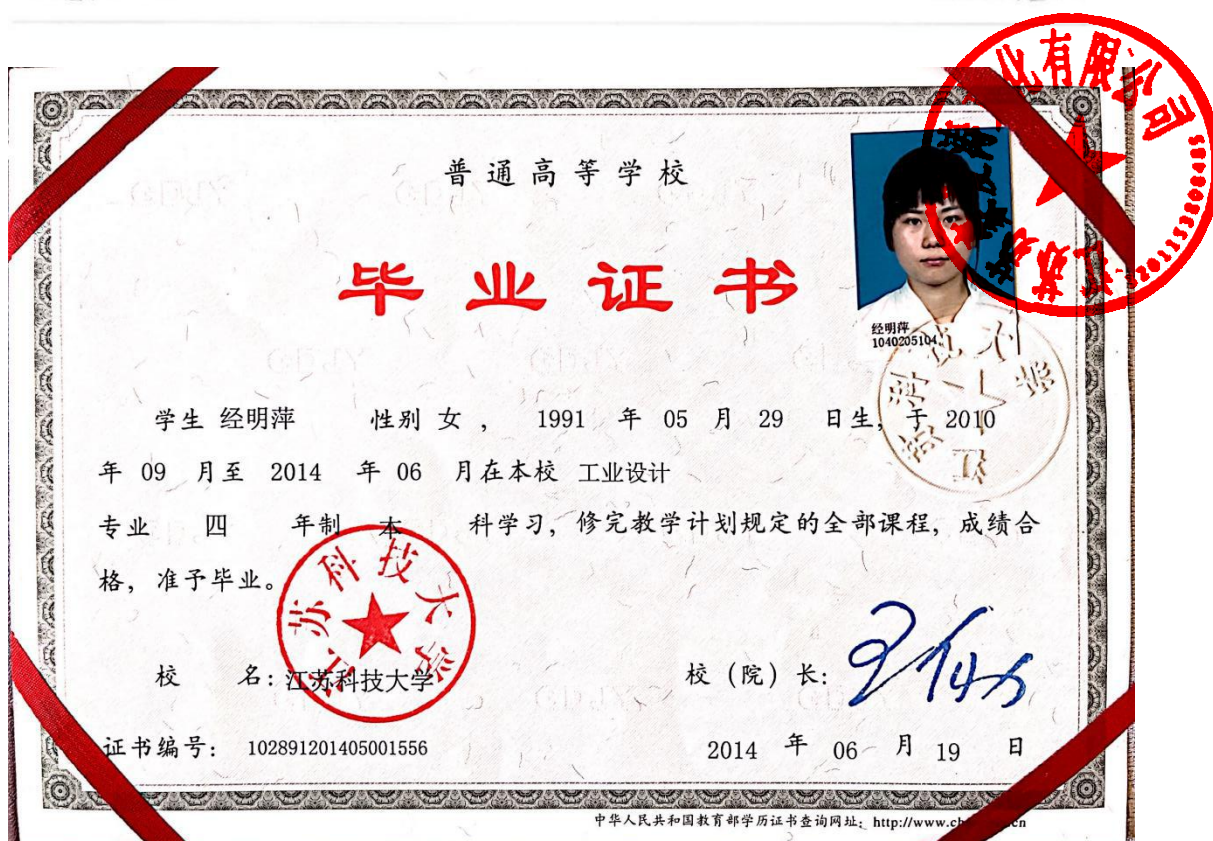 普通高等学校
毕业证书
经明萍
1040205104
学生 经明萍 性别 女 , 1991 年 05 月 29 日生, 于 2010
年 09 月至 2014 年 06 月在本校 工业设计
专业 四 年制 本 科学习, 修完教学计划规定的全部课程, 成绩合
格, 准予毕业。
江苏科技大学
校 名: 江苏科技大学
校 (院) 长:
证书编号: 102891201405001556
2014 年 06 月 19 日
中华人民共和国教育部学历证书查询网址: http://www.ch
有限公司